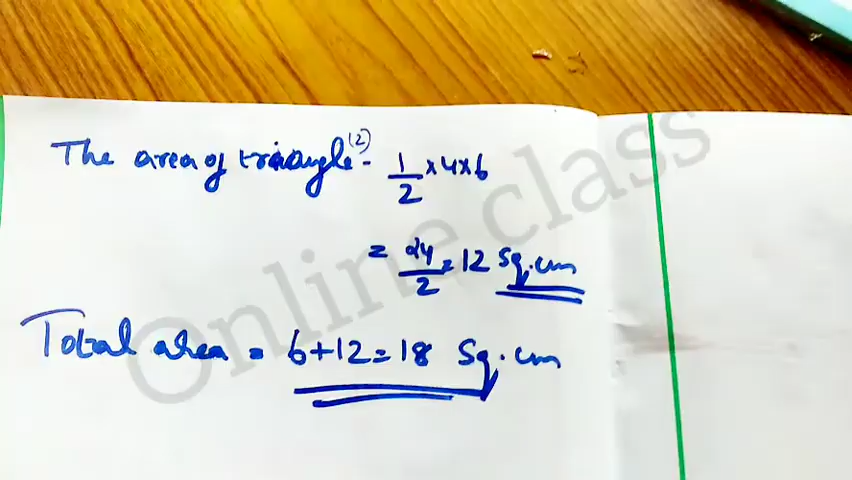 The area of triangle (2) = 1/2 × 4 × 6
= 24/2 = 12 Sq.cm
Total area = 6+12=18 Sq.cm
Online class